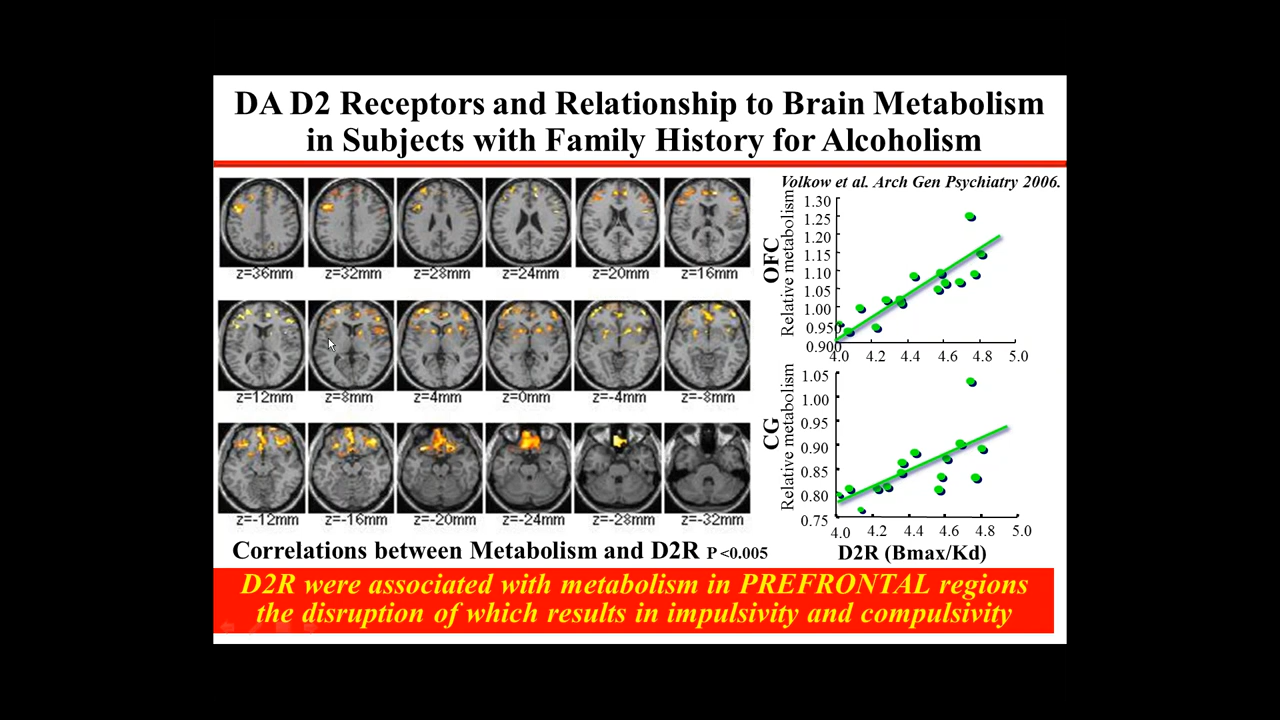 DA D2 Receptors and Relationship to Brain Metabolism
in Subjects with Family History for Alcoholism
Volkow et al. Arch Gen Psychiatry 2006.
z=36mm z=32mm z=28mm z=24mm z=20mm z=16mm
z=12mm z=8mm z=4mm z=0mm z=-4mm z=-8mm
z=-12mm z=-16mm z=-20mm z=-24mm z=-28mm z=-32mm
Correlations between Metabolism and D2R P <0.005
OFC
Relative metabolism
1.30
1.25
1.20
1.15
1.10
1.05
1.00
0.95
0.90
4.0 4.2 4.4 4.6 4.8 5.0
CG
Relative metabolism
1.05
1.00
0.95
0.90
0.85
0.80
0.75
4.0 4.2 4.4 4.6 4.8 5.0
D2R (Bmax/Kd)
D2R were associated with metabolism in PREFRONTAL regions
the disruption of which results in impulsivity and compulsivity